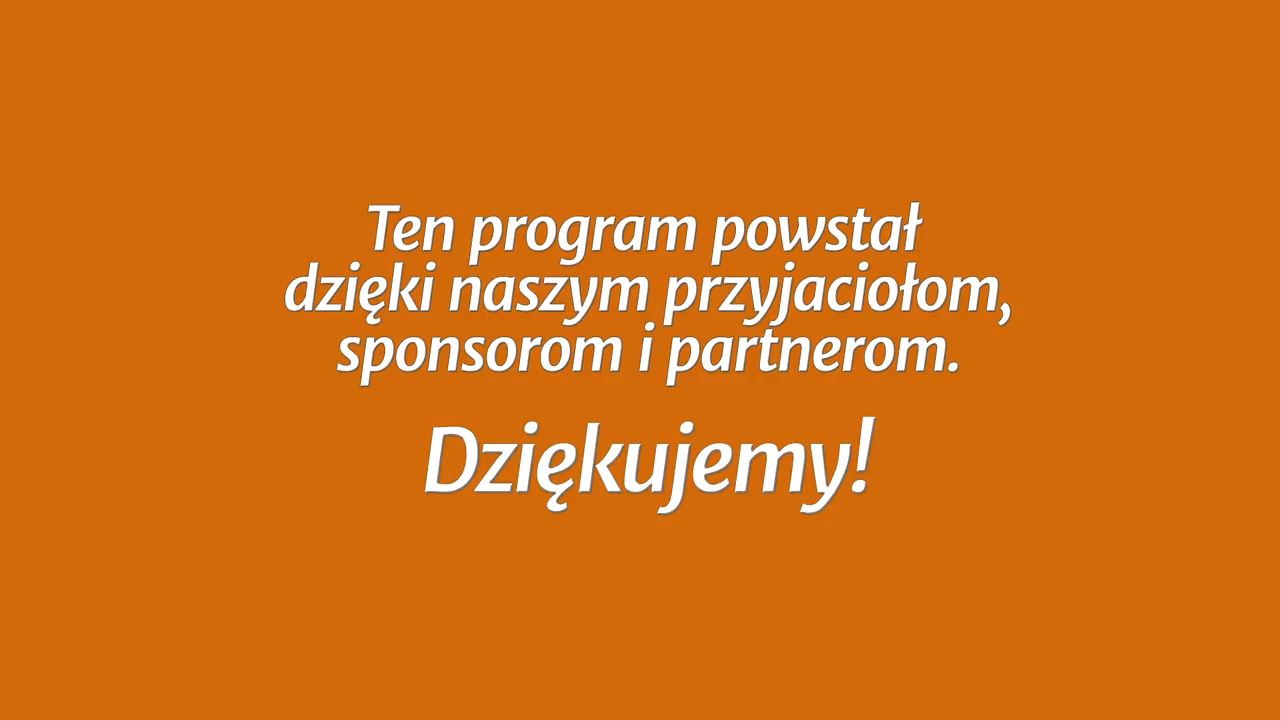 Ten program powstał
dzięki naszym przyjaciołom,
sponsorom i partnerom.
Dziękujemy!